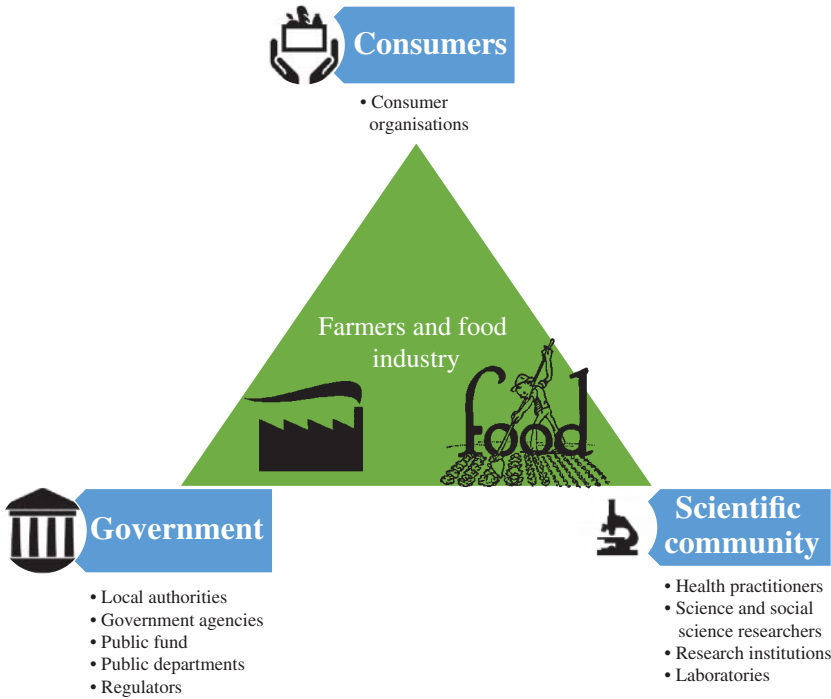 Consumers
• Consumer
organisations
Farmers and food
industry
food
Government
• Local authorities
• Government agencies
• Public fund
• Public departments
• Regulators
Scientific
community
• Health practitioners
• Science and social
science researchers
• Research institutions
• Laboratories